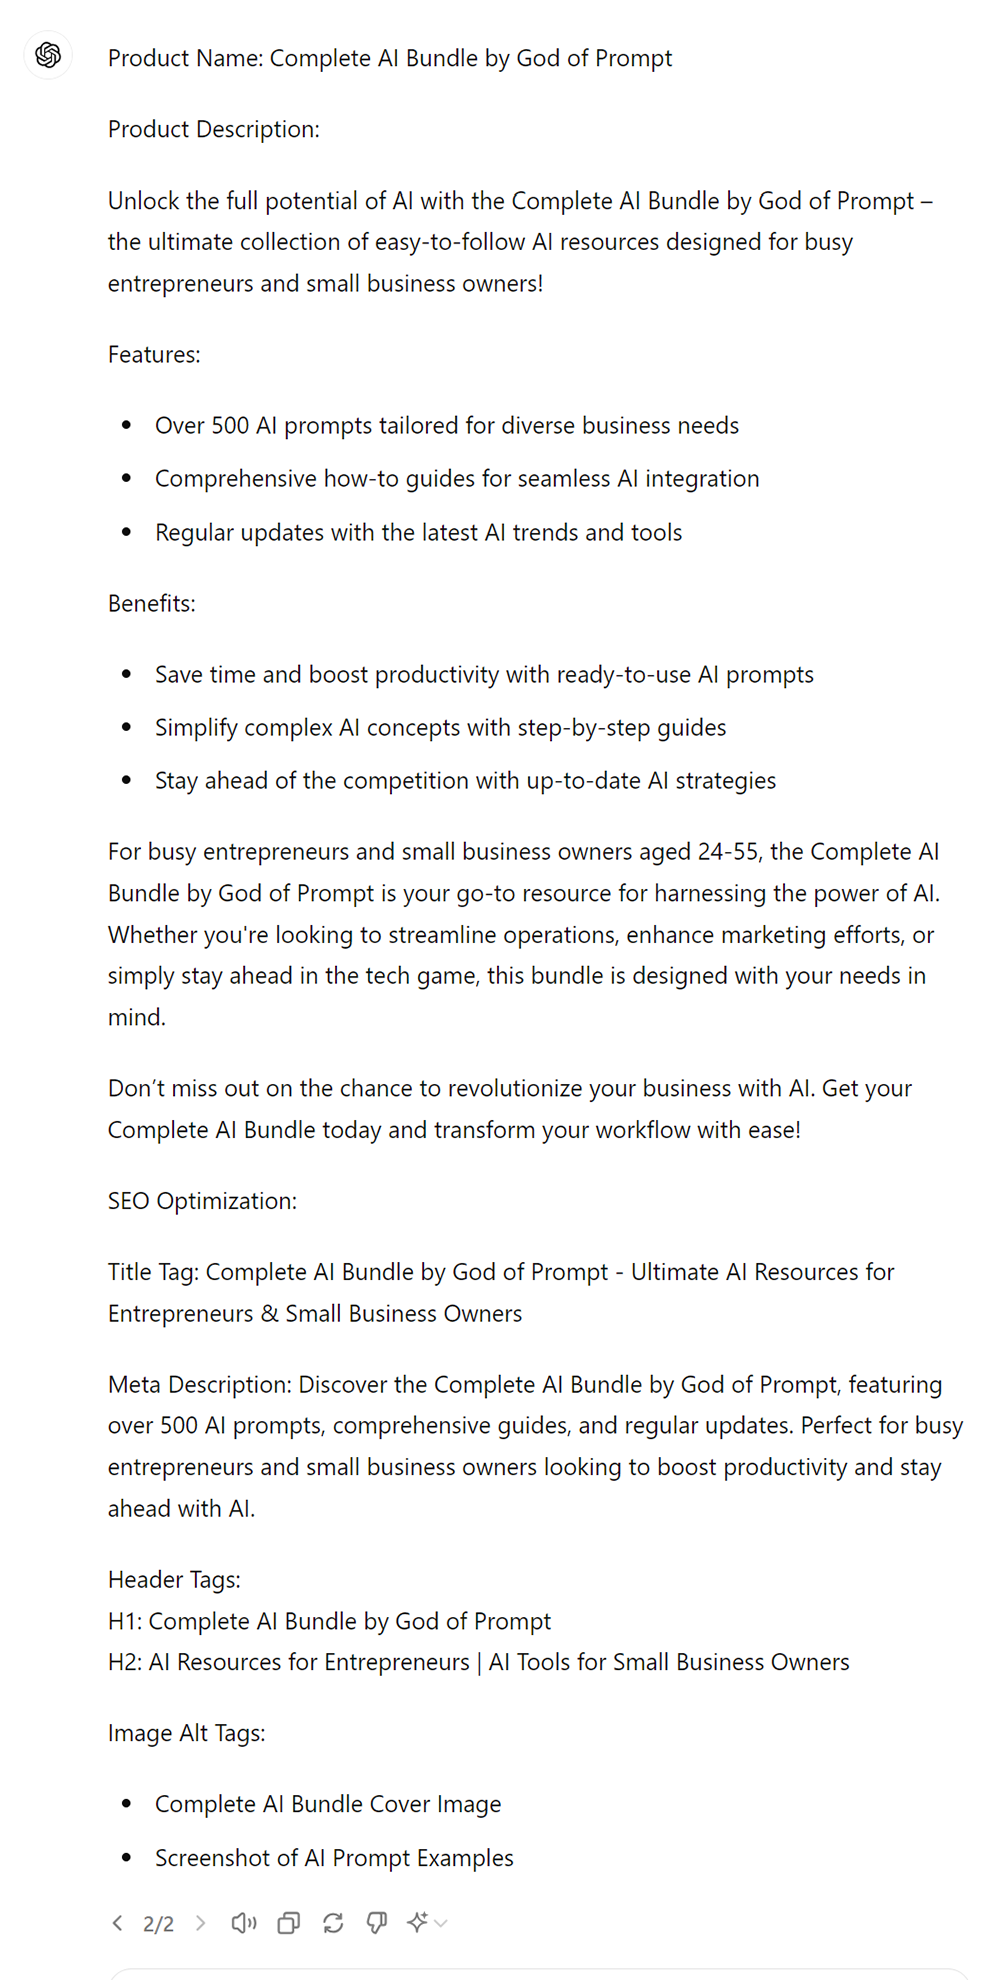 Product Name: Complete AI Bundle by God of Prompt
Product Description:
Unlock the full potential of AI with the Complete AI Bundle by God of Prompt –
the ultimate collection of easy-to-follow AI resources designed for busy
entrepreneurs and small business owners!
Features:
• Over 500 AI prompts tailored for diverse business needs
• Comprehensive how-to guides for seamless AI integration
• Regular updates with the latest AI trends and tools
Benefits:
• Save time and boost productivity with ready-to-use AI prompts
• Simplify complex AI concepts with step-by-step guides
• Stay ahead of the competition with up-to-date AI strategies
For busy entrepreneurs and small business owners aged 24-55, the Complete AI
Bundle by God of Prompt is your go-to resource for harnessing the power of AI.
Whether you're looking to streamline operations, enhance marketing efforts, or
simply stay ahead in the tech game, this bundle is designed with your needs in
mind.
Don’t miss out on the chance to revolutionize your business with AI. Get your
Complete AI Bundle today and transform your workflow with ease!
SEO Optimization:
Title Tag: Complete AI Bundle by God of Prompt - Ultimate AI Resources for
Entrepreneurs & Small Business Owners
Meta Description: Discover the Complete AI Bundle by God of Prompt, featuring
over 500 AI prompts, comprehensive guides, and regular updates. Perfect for busy
entrepreneurs and small business owners looking to boost productivity and stay
ahead with AI.
Header Tags:
H1: Complete AI Bundle by God of Prompt
H2: AI Resources for Entrepreneurs | AI Tools for Small Business Owners
Image Alt Tags:
• Complete AI Bundle Cover Image
• Screenshot of AI Prompt Examples
2/2